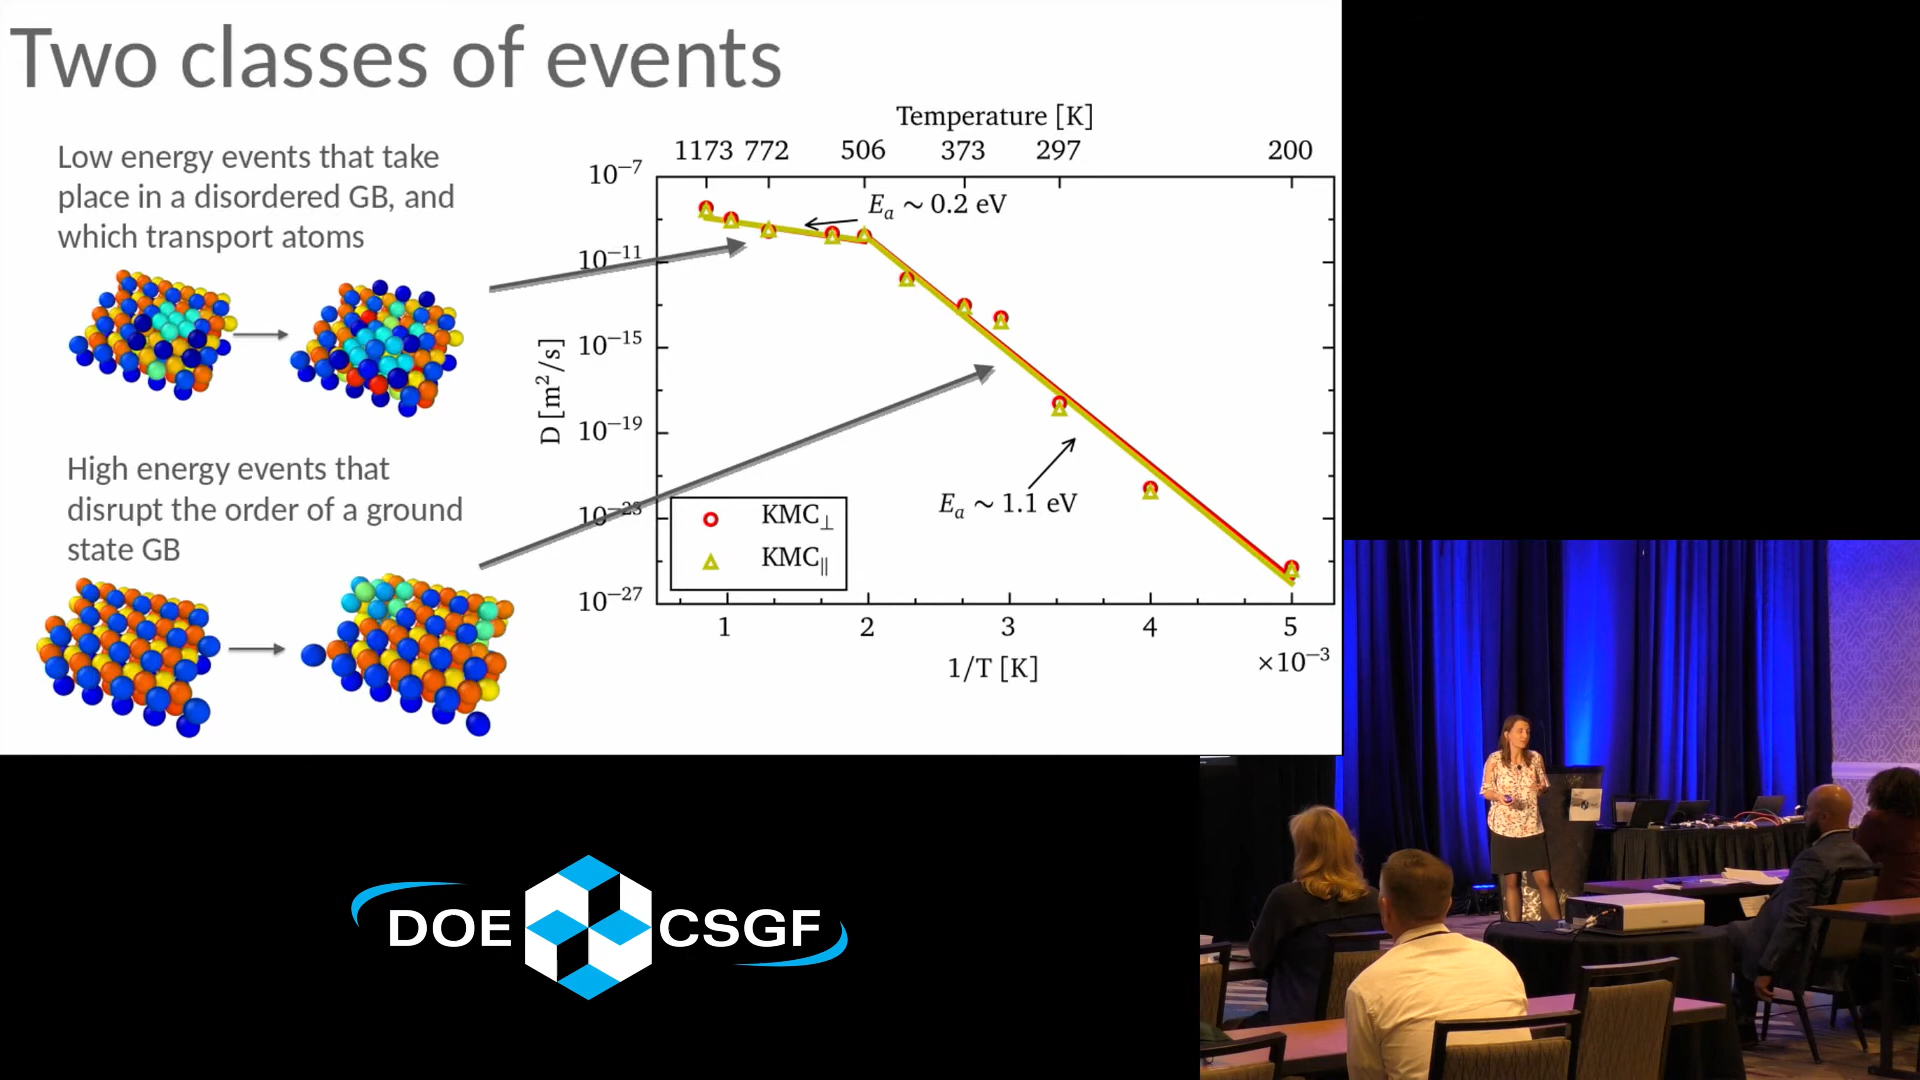 Two classes of events
Low energy events that take
place in a disordered GB, and
which transport atoms
High energy events that
disrupt the order of a ground
state GB
Temperature [K]
1173 772 506 373 297 200
10−7
10−11
10−15
10−19
10−23
10−27
D [m2/s]
Ea ∼ 0.2 eV
Ea ∼ 1.1 eV
KMC⊥
KMC∥
1 2 3 4 5
×10−3
1/T [K]
DOE CSGF